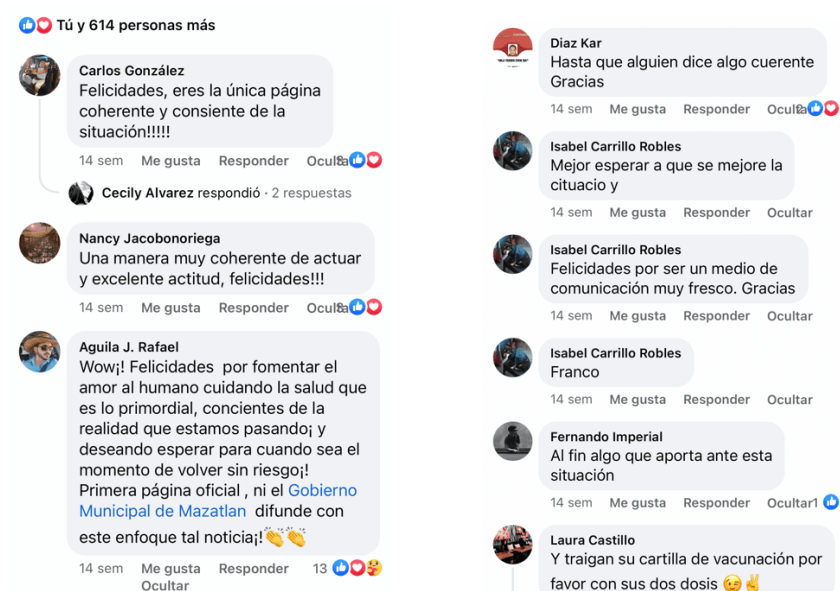 Tú y 614 personas más
Carlos González
Felicidades, eres la única página
coherente y consiente de la
situación!!!!!
14 sem Me gusta Responder Oculta
Cecily Alvarez respondió · 2 respuestas
Nancy Jacobonoriega
Una manera muy coherente de actuar
y excelente actitud, felicidades!!!
14 sem Me gusta Responder Oculta
Aguila J. Rafael
Wow¡! Felicidades por fomentar el
amor al humano cuidando la salud que
es lo primordial, concientes de la
realidad que estamos pasando¡ y
deseando esperar para cuando sea el
momento de volver sin riesgo¡!
Primera página oficial , ni el Gobierno
Municipal de Mazatlan difunde con
este enfoque tal noticia¡!👏👏
14 sem Me gusta Responder 13
Ocultar
Diaz Kar
Hasta que alguien dice algo cuerente
Gracias
14 sem Me gusta Responder Oculta
Isabel Carrillo Robles
Mejor esperar a que se mejore la
cituacio y
14 sem Me gusta Responder Ocultar
Isabel Carrillo Robles
Felicidades por ser un medio de
comunicación muy fresco. Gracias
14 sem Me gusta Responder Ocultar
Isabel Carrillo Robles
Franco
14 sem Me gusta Responder Ocultar
Fernando Imperial
Al fin algo que aporta ante esta
situación
14 sem Me gusta Responder Ocultar1
Laura Castillo
Y traigan su cartilla de vacunación por
favor con sus dos dosis 😉✌️